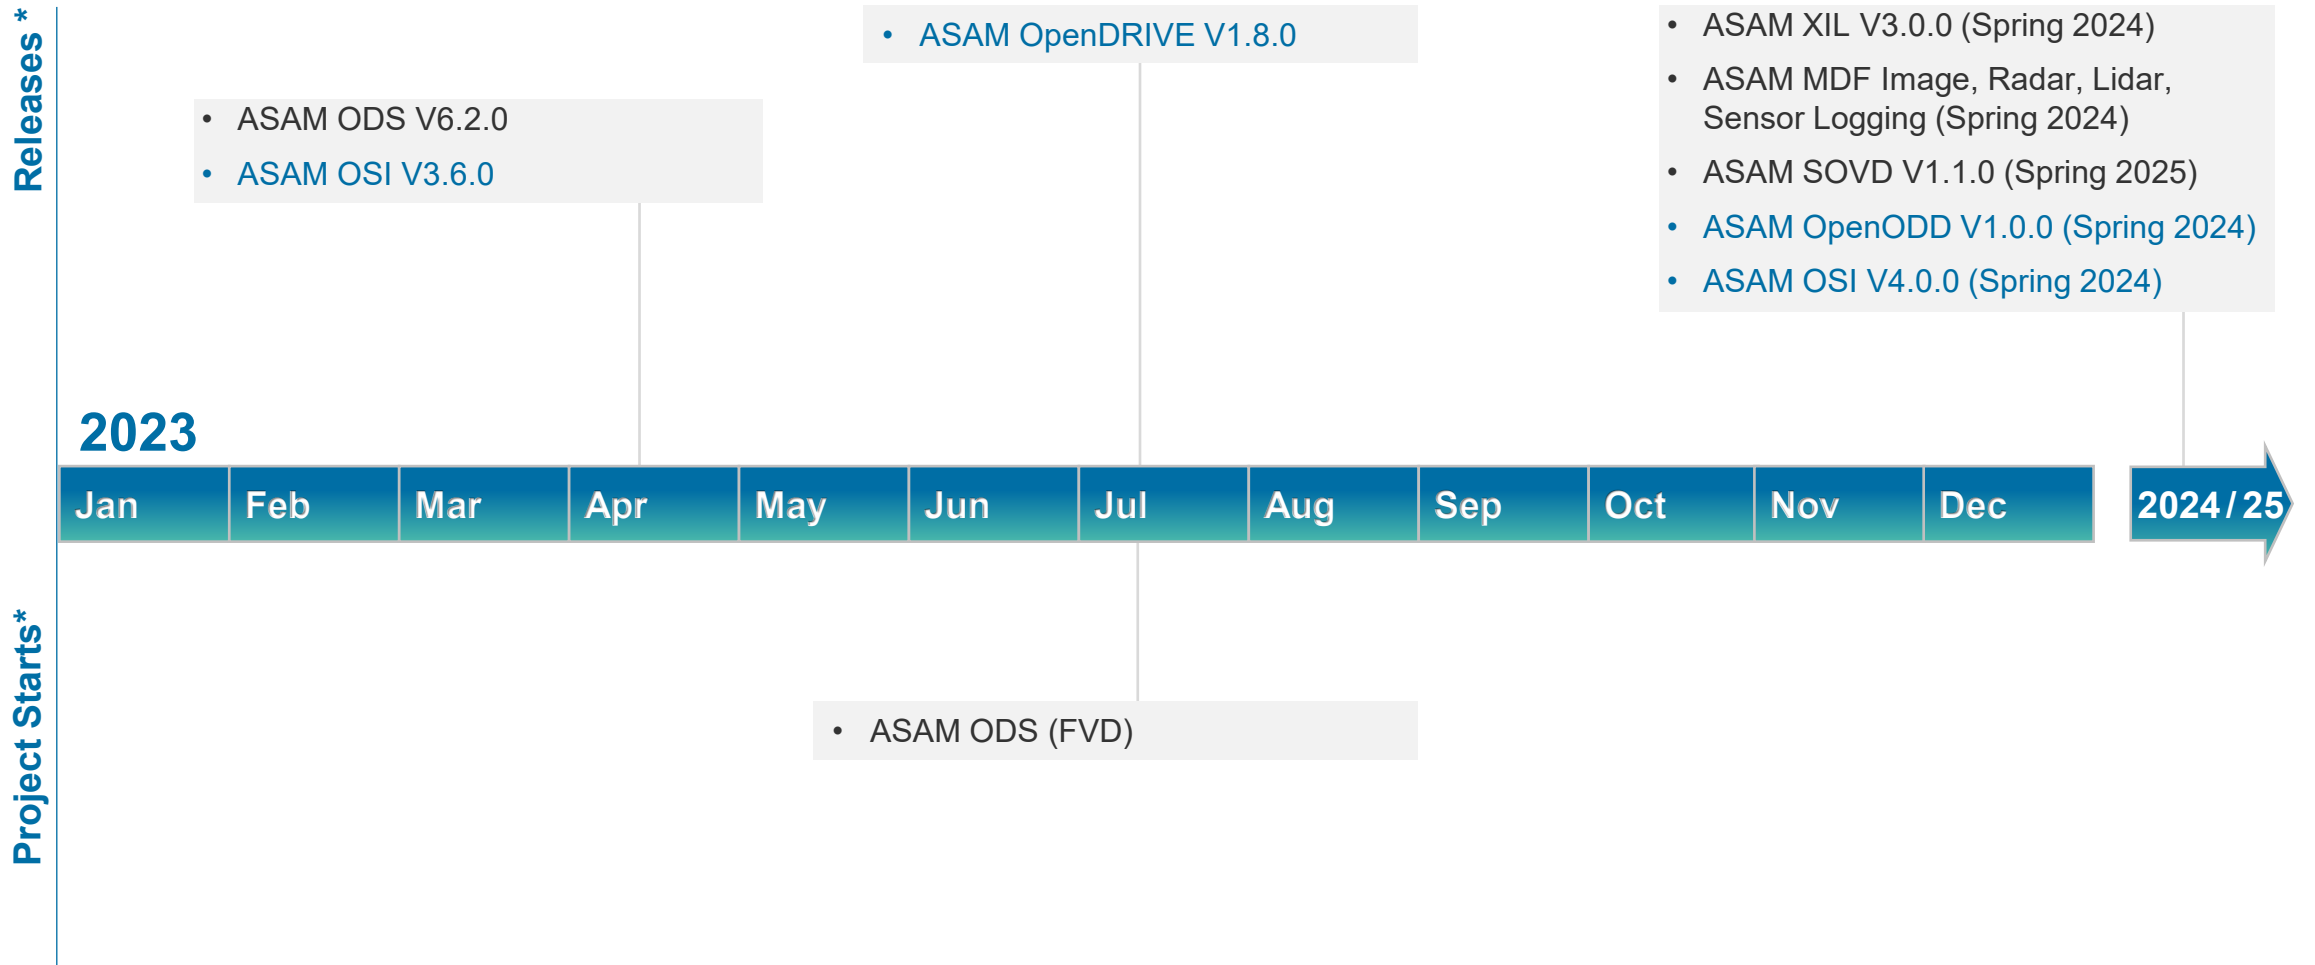 Releases *
• ASAM ODS V6.2.0
• ASAM OSI V3.6.0
• ASAM OpenDRIVE V1.8.0
• ASAM XIL V3.0.0 (Spring 2024)
• ASAM MDF Image, Radar, Lidar,
Sensor Logging (Spring 2024)
• ASAM SOVD V1.1.0 (Spring 2025)
• ASAM OpenODD V1.0.0 (Spring 2024)
• ASAM OSI V4.0.0 (Spring 2024)
2023
Jan Feb Mar Apr May Jun Jul Aug Sep Oct Nov Dec 2024 / 25
Project Starts*
• ASAM ODS (FVD)